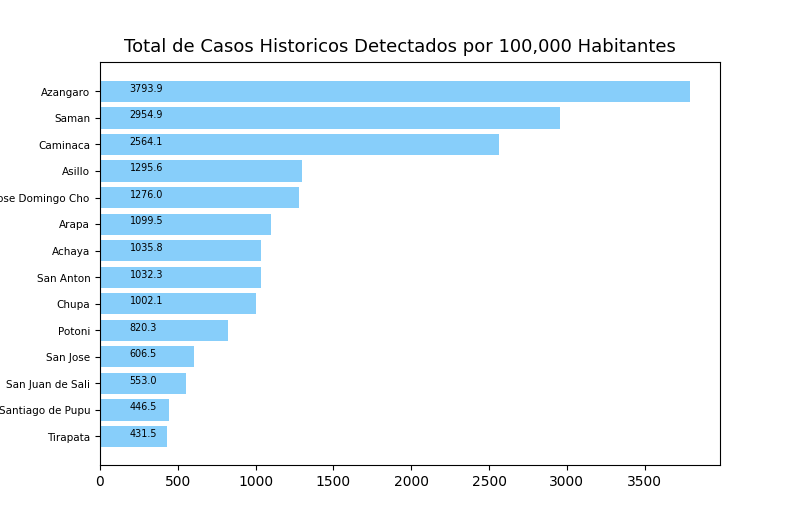 Total de Casos Historicos Detectados por 100,000 Habitantes
Azangaro 3793.9
Saman 2954.9
Caminaca 2564.1
Asillo 1295.6
ose Domingo Cho 1276.0
Arapa 1099.5
Achaya 1035.8
San Anton 1032.3
Chupa 1002.1
Potoni 820.3
San Jose 606.5
San Juan de Sali 553.0
Santiago de Pupu 446.5
Tirapata 431.5
0 500 1000 1500 2000 2500 3000 3500